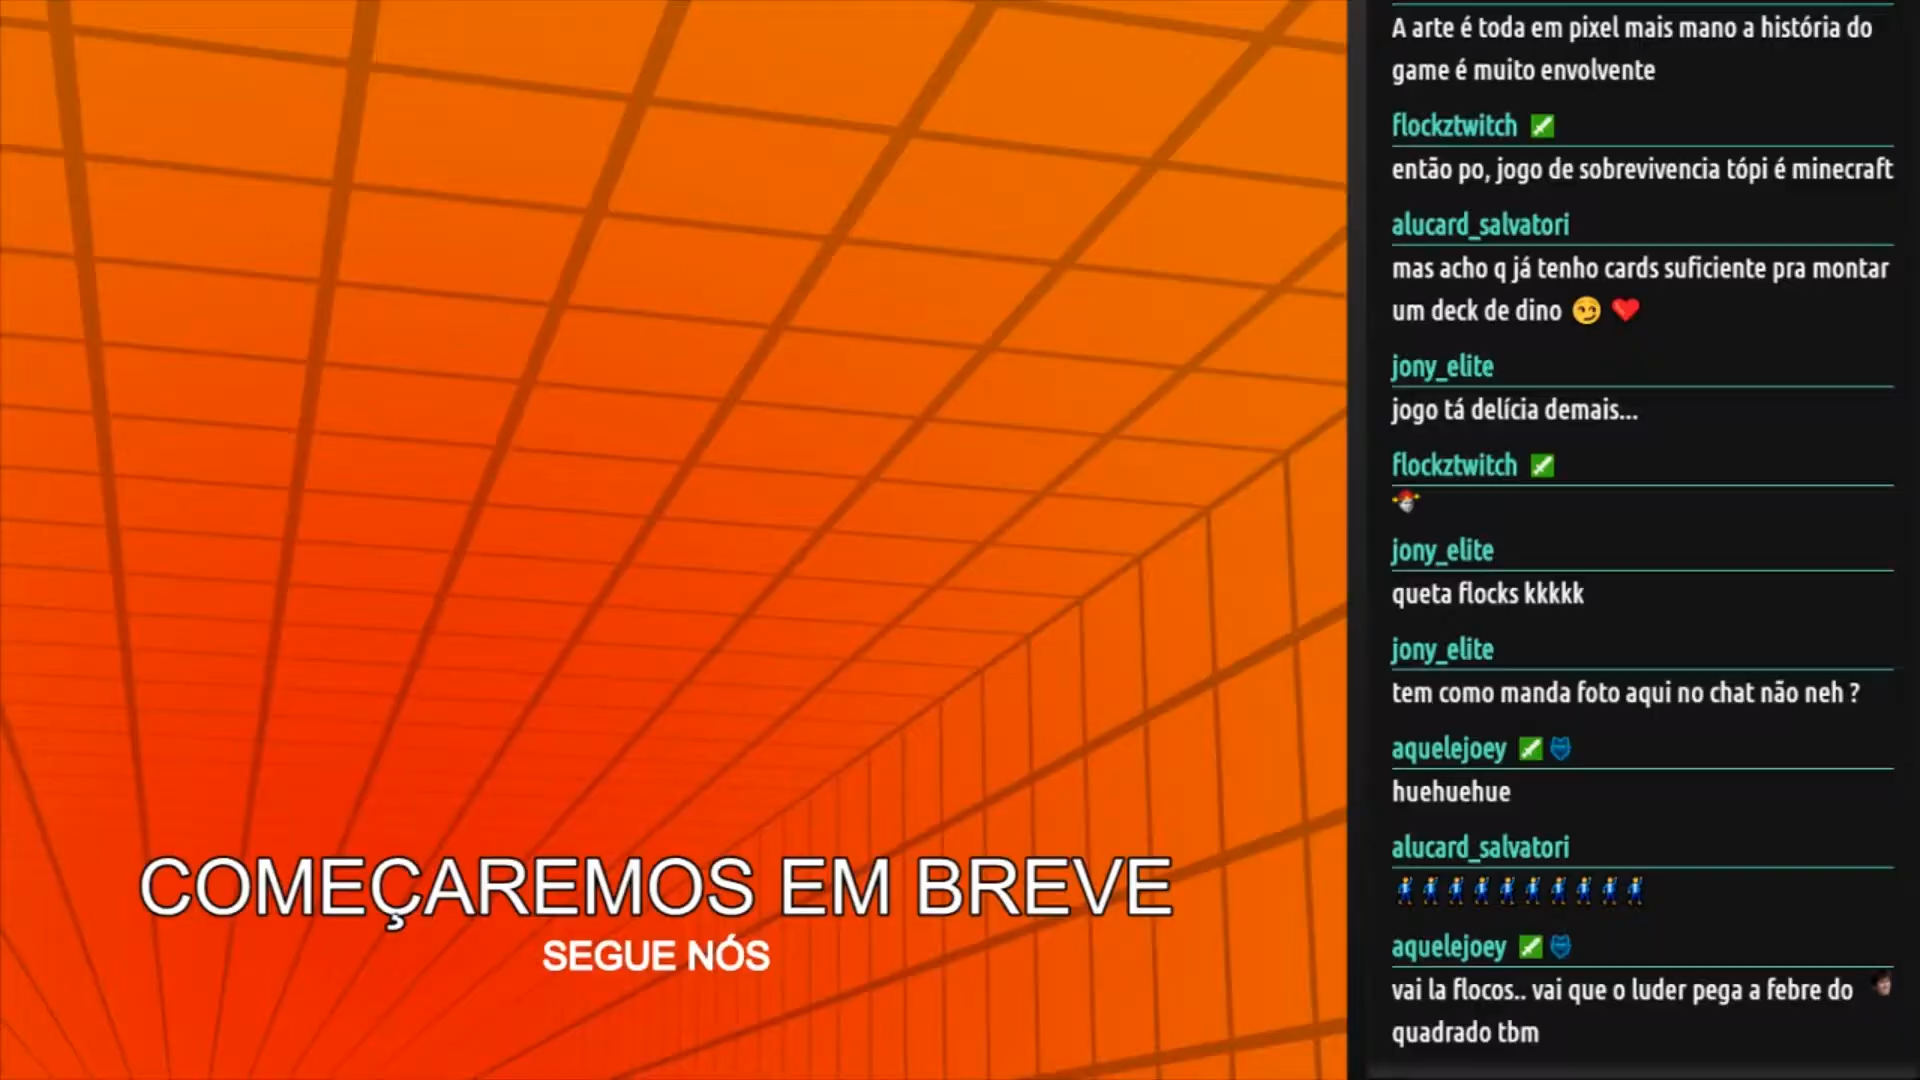 COMEÇAREMOS EM BREVE
SEGUE NÓS
A arte é toda em pixel mais mano a história do
game é muito envolvente
flockztwitch
então po, jogo de sobrevivencia tópi é minecraft
alucard_salvatori
mas acho q já tenho cards suficiente pra montar
um deck de dino 😏 ❤️
jony_elite
jogo tá delícia demais...
flockztwitch
jony_elite
queta flocks kkkkk
jony_elite
tem como manda foto aqui no chat não neh ?
aquelejoey
huehuehue
alucard_salvatori
aquelejoey
vai la flocos.. vai que o luder pega a febre do
quadrado tbm